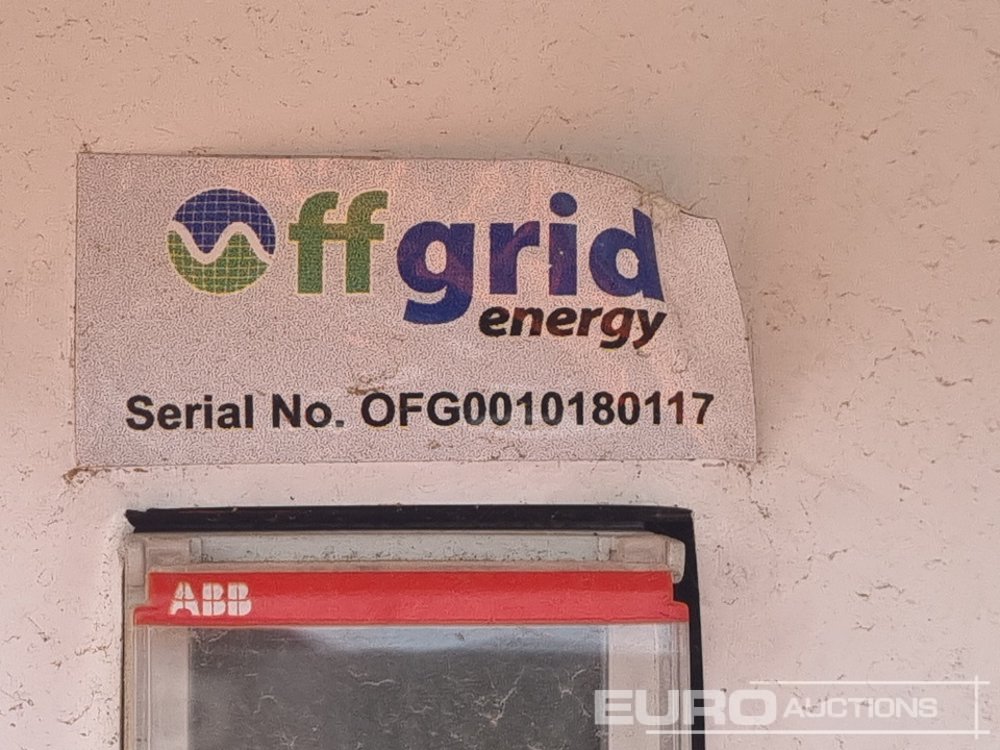 Offgrid
energy
Serial No. OFG0010180117
ABB
EURO AUCTIONS